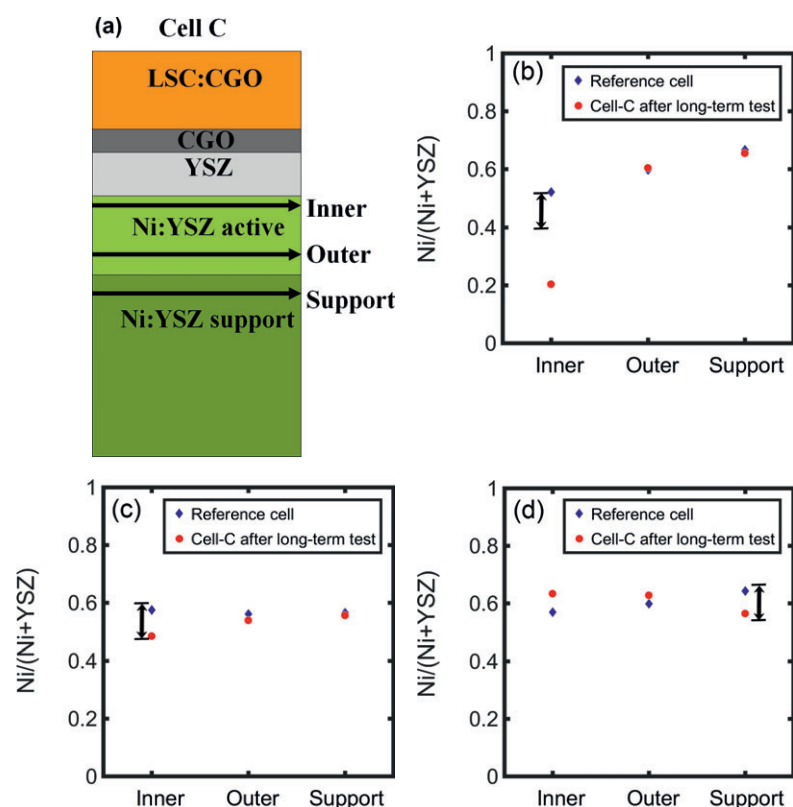 (a) Cell C
LSC:CGO
CGO
YSZ
Inner
Ni:YSZ active
Outer
Support
Ni:YSZ support
(b)
Reference cell
Cell-C after long-term test
Ni/(Ni+YSZ)
1
0.8
0.6
0.4
0.2
0
Inner Outer Support
(c)
Reference cell
Cell-C after long-term test
Ni/(Ni+YSZ)
1
0.8
0.6
0.4
0.2
0
Inner Outer Support
(d)
Reference cell
Cell-C after long-term test
Ni/(Ni+YSZ)
1
0.8
0.6
0.4
0.2
0
Inner Outer Support